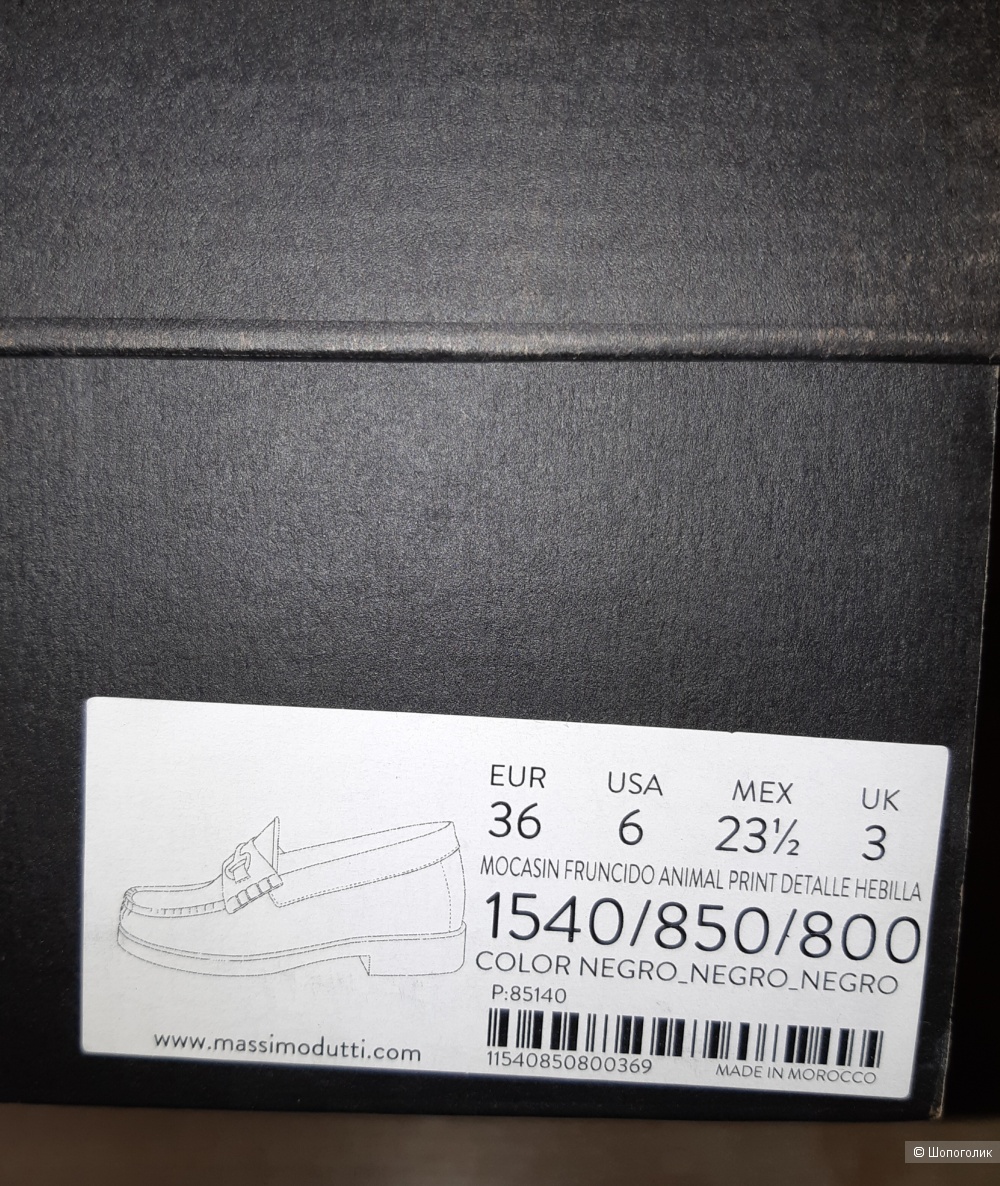 EUR USA MEX UK
36 6 23½ 3
MOCASIN FRUNCIDO ANIMAL PRINT DETALLE HEBILLA
1540/850/800
COLOR NEGRO_NEGRO_NEGRO
P:85140
11540850800369
MADE IN MOROCCO
www.massimodutti.com
© Шопоголик